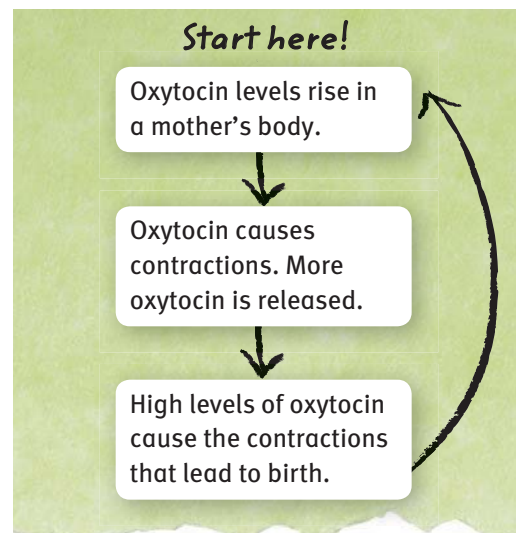 Start here!
Oxytocin levels rise in
a mother's body.
Oxytocin causes
contractions. More
oxytocin is released.
High levels of oxytocin
cause the contractions
that lead to birth.